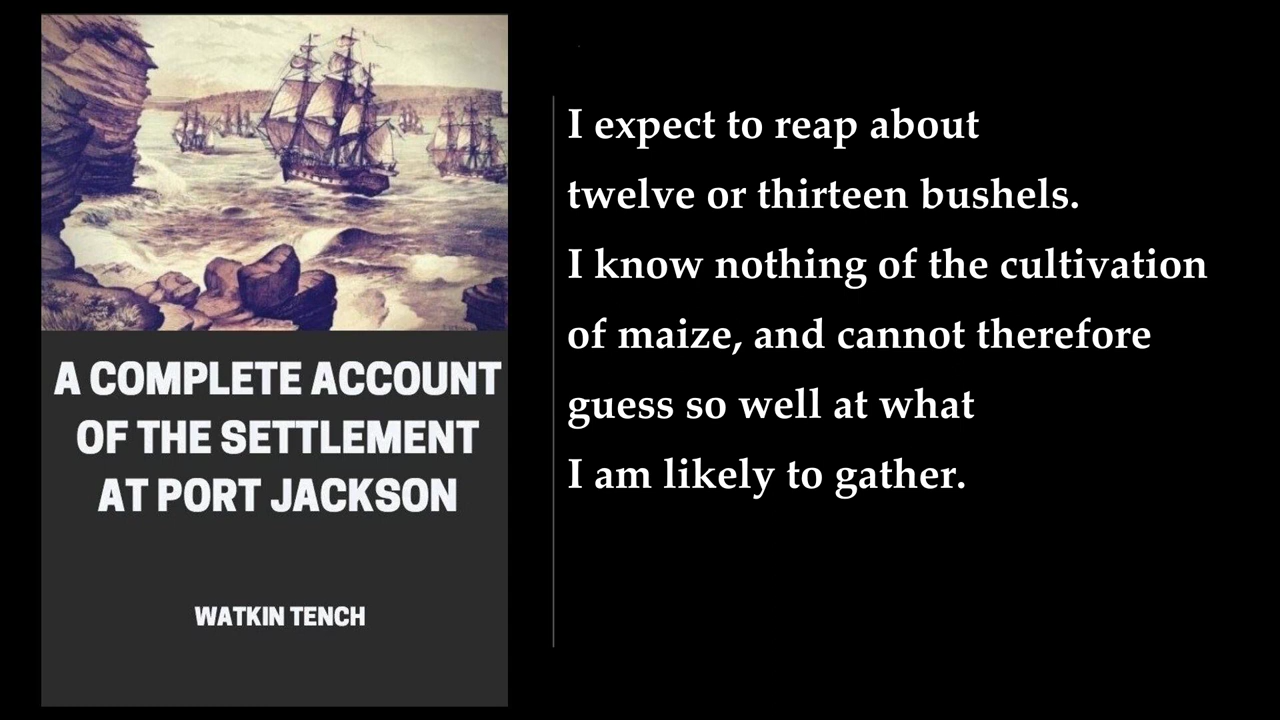 A COMPLETE ACCOUNT
OF THE SETTLEMENT
AT PORT JACKSON
WATKIN TENCH
I expect to reap about
twelve or thirteen bushels.
I know nothing of the cultivation
of maize, and cannot therefore
guess so well at what
I am likely to gather.